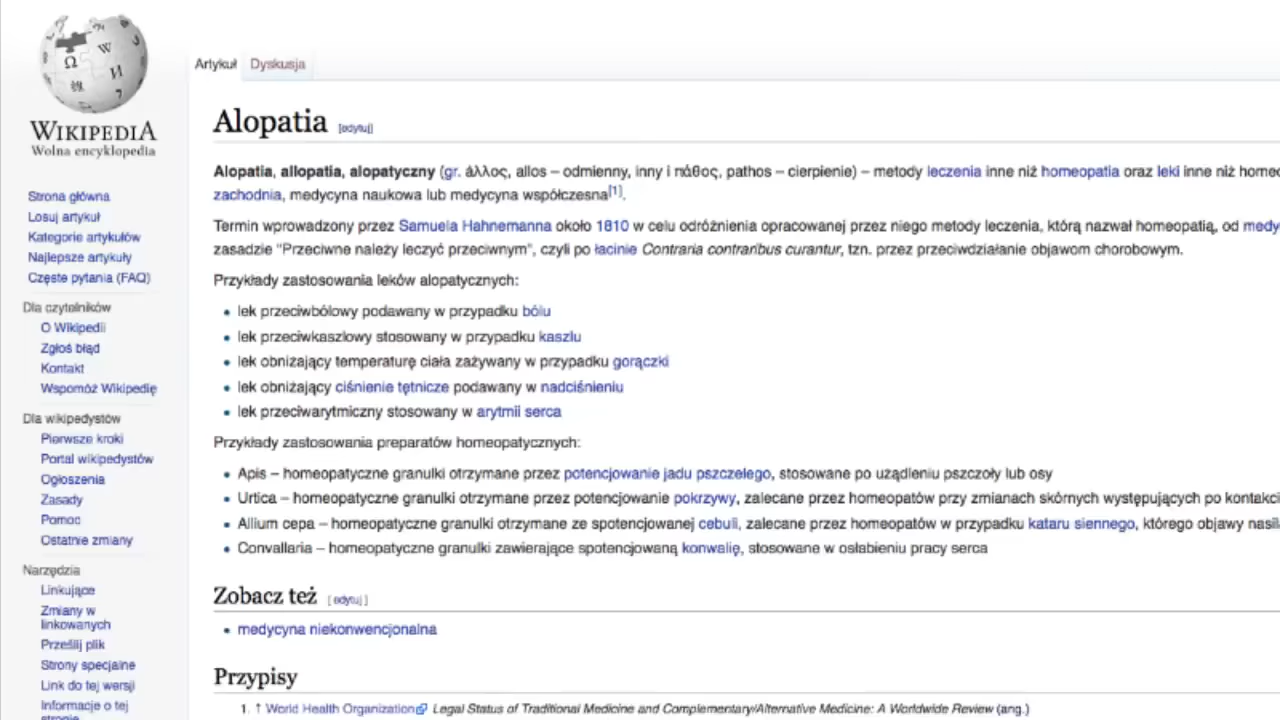 WIKIPEDIA
Wolna encyklopedia
Strona główna
Losuj artykuł
Kategorie artykułów
Najlepsze artykuły
Częste pytania (FAQ)
Dla czytelników
O Wikipedii
Zgłoś błąd
Kontakt
Wspomóż Wikipedię
Dla wikipedystów
Pierwsze kroki
Portal wikipedystów
Ogłoszenia
Zasady
Pomoc
Ostatnie zmiany
Narzędzia
Linkujące
Zmiany w
linkowanych
Prześlij plik
Strony specjalne
Link do tej wersji
Informacje o tej
stronie
Artykuł Dyskusja
Alopatia [edytuj]
Alopatia, allopatia, alopatyczny (gr. άλλος, allos – odmienny, inny i πάθος, pathos – cierpienie) – metody leczenia inne niż homeopatia oraz leki inne niż homeo
zachodnia, medycyna naukowa lub medycyna współczesna[1].
Termin wprowadzony przez Samuela Hahnemanna około 1810 w celu odróżnienia opracowanej przez niego metody leczenia, którą nazwał homeopatią, od medy
zasadzie "Przeciwne należy leczyć przeciwnym", czyli po łacinie Contraria contraribus curantur, tzn. przez przeciwdziałanie objawom chorobowym.
Przykłady zastosowania leków alopatycznych:
• lek przeciwbólowy podawany w przypadku bólu
• lek przeciwkaszlowy stosowany w przypadku kaszlu
• lek obniżający temperaturę ciała zażywany w przypadku gorączki
• lek obniżający ciśnienie tętnicze podawany w nadciśnieniu
• lek przeciwarytmiczny stosowany w arytmii serca
Przykłady zastosowania preparatów homeopatycznych:
• Apis – homeopatyczne granulki otrzymane przez potencjowanie jadu pszczelego, stosowane po użądleniu pszczoły lub osy
• Urtica – homeopatyczne granulki otrzymane przez potencjowanie pokrzywy, zalecane przez homeopatów przy zmianach skórnych występujących po kontakci
• Allium cepa – homeopatyczne granulki otrzymane ze spotencjowanej cebuli, zalecane przez homeopatów w przypadku kataru siennego, którego objawy nasil
• Convallaria – homeopatyczne granulki zawierające spotencjowaną konwalię, stosowane w osłabieniu pracy serca
Zobacz też [edytuj]
• medycyna niekonwencjonalna
Przypisy
1. ↑ World Health Organization Legal Status of Traditional Medicine and Complementary/Alternative Medicine: A Worldwide Review (ang.)